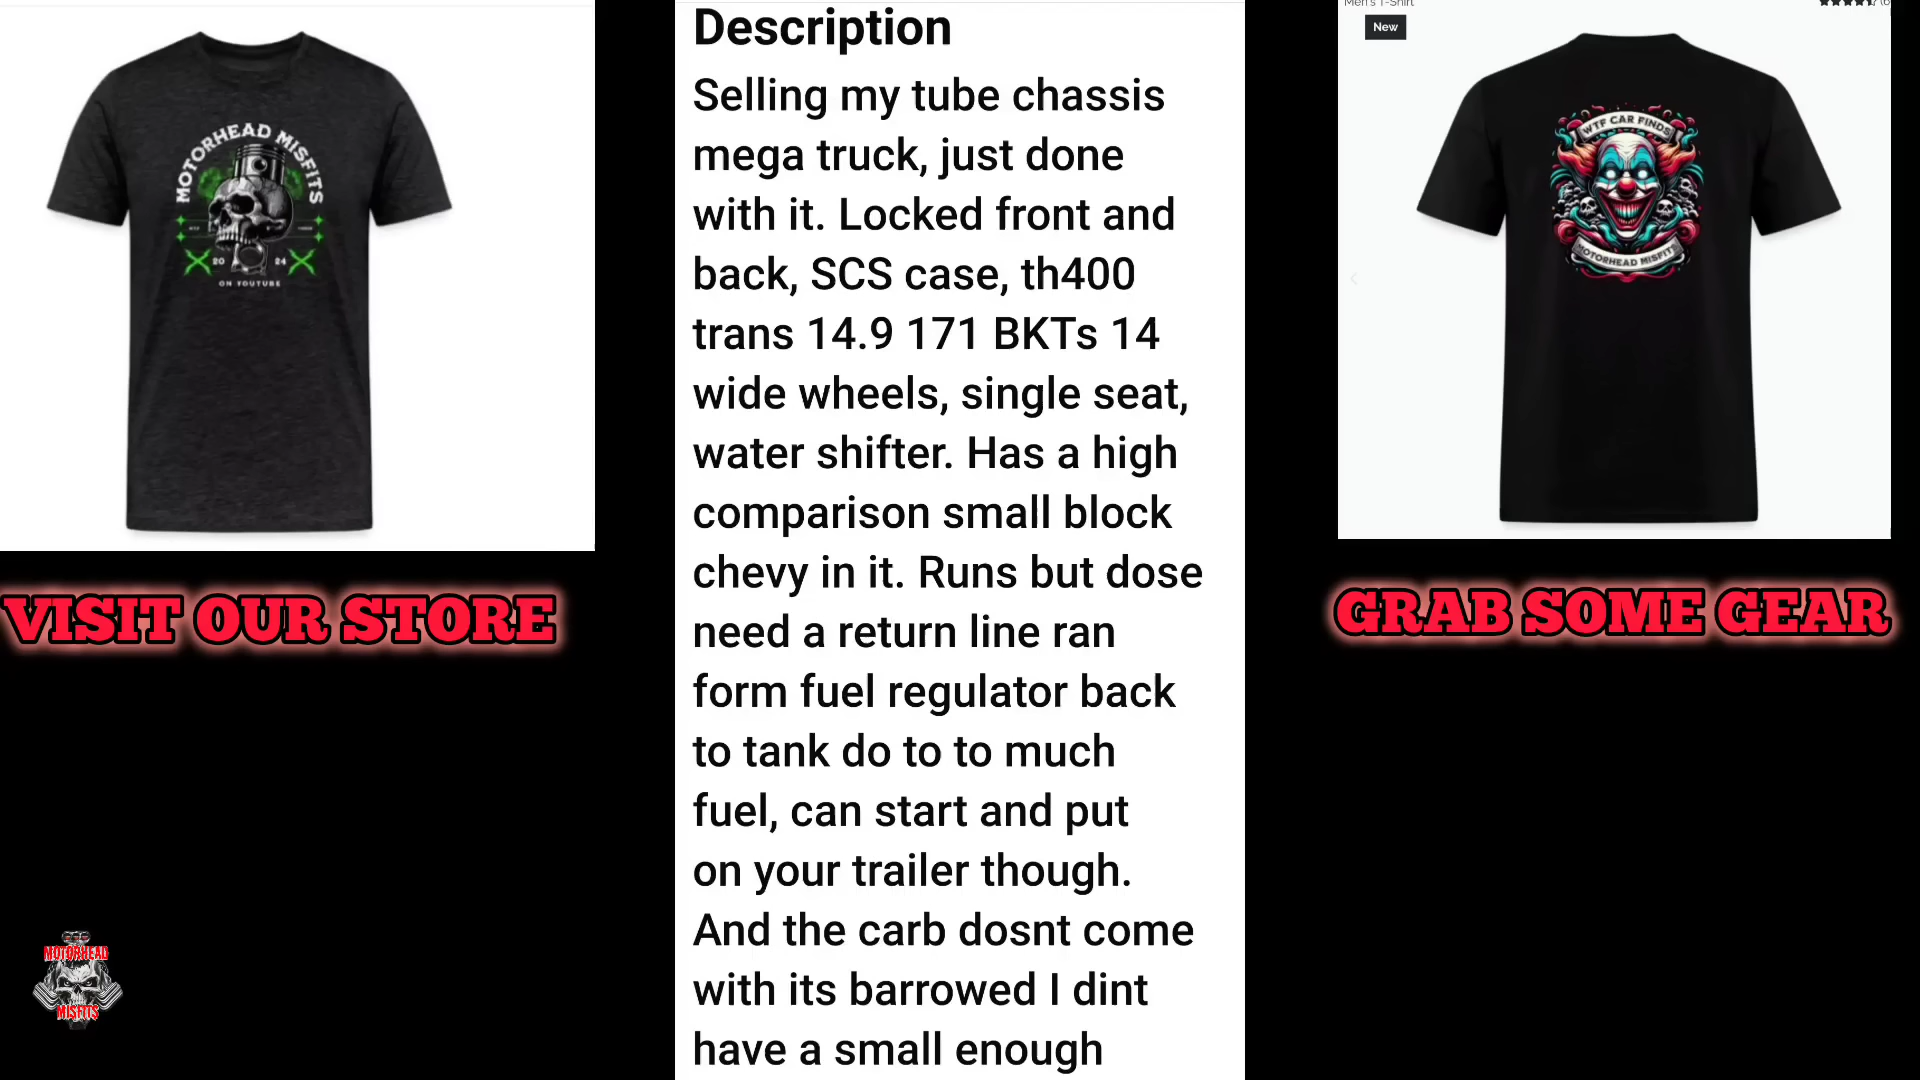 MOTORHEAD MISFITS
20 24
ON YOUTUBE
VISIT OUR STORE
MOTORHEAD
MISFITS
Description
Selling my tube chassis
mega truck, just done
with it. Locked front and
back, SCS case, th400
trans 14.9 171 BKTs 14
wide wheels, single seat,
water shifter. Has a high
comparison small block
chevy in it. Runs but dose
need a return line ran
form fuel regulator back
to tank do to to much
fuel, can start and put
on your trailer though.
And the carb dosnt come
with its barrowed I dint
have a small enough
Men's T-Shirt
New
WTF CAR FINDS
MOTORHEAD MISFITS
GRAB SOME GEAR